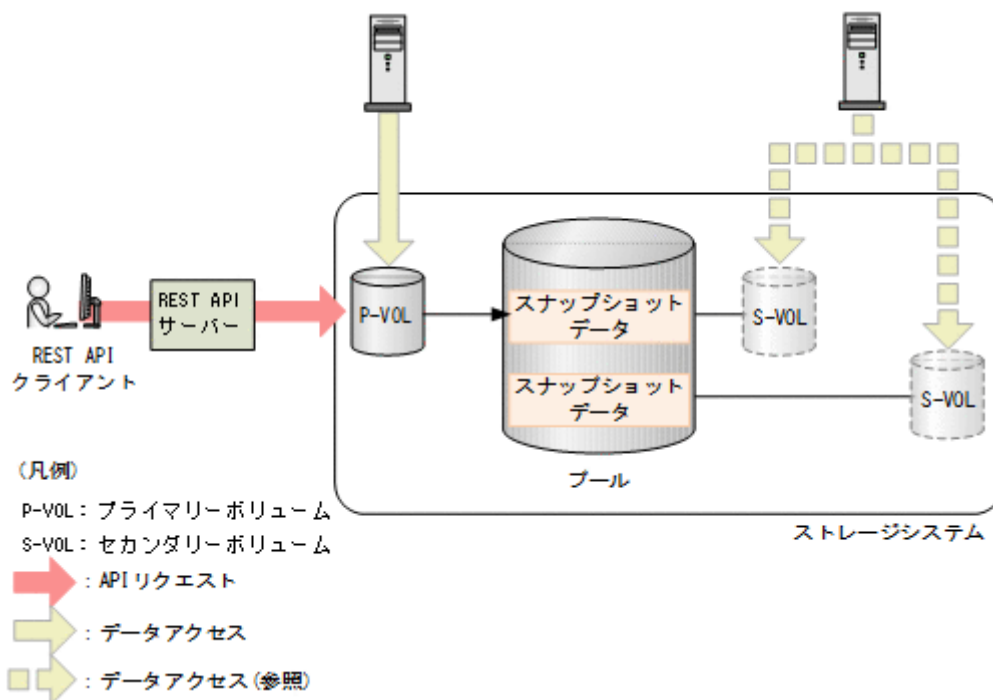 REST API
サーバー
P-VOL
スナップショット
データ
S-VOL
REST API
クライアント
スナップショット
データ
S-VOL
プール
ストレージシステム
(凡例)
P-VOL：プライマリーボリューム
S-VOL：セカンダリーボリューム
：APIリクエスト
：データアクセス
：データアクセス(参照)